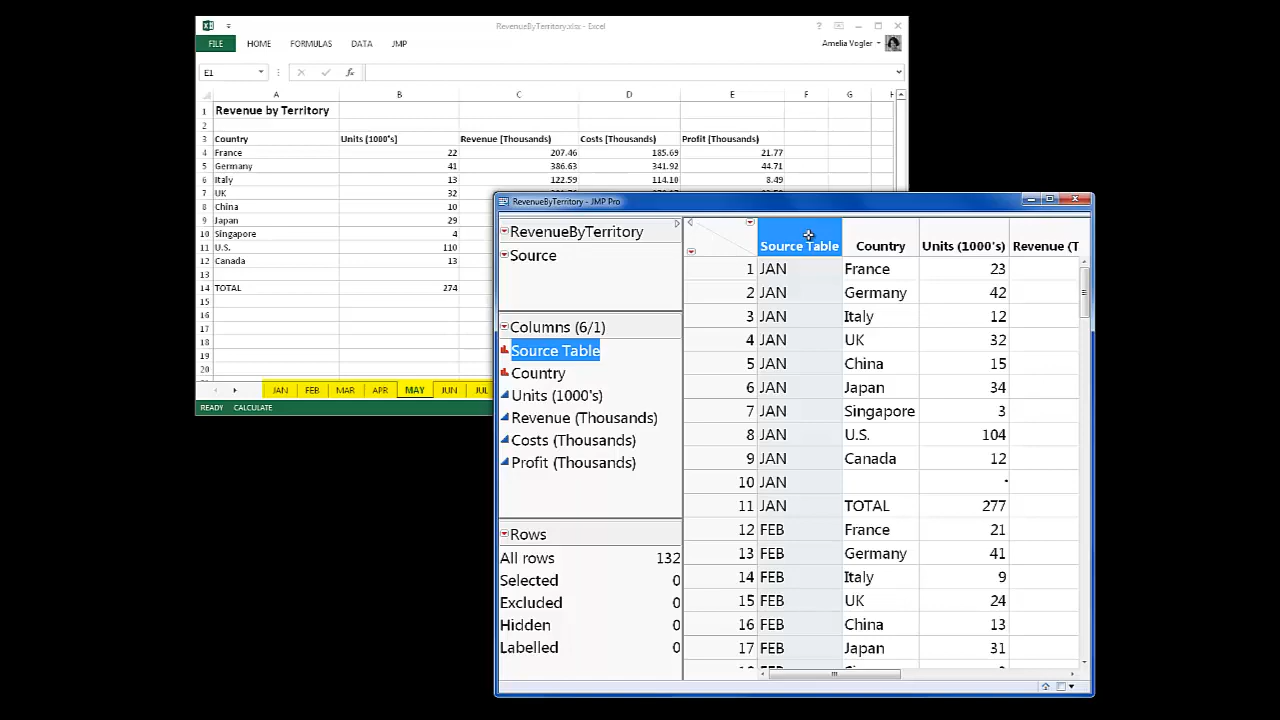 RevenueByTerritory.xlsx - Excel
FILE HOME FORMULAS DATA JMP Amelia Vogler
E1 fx
A B C D E F G H
1 Revenue by Territory
2
3 Country Units (1000's) Revenue (Thousands) Costs (Thousands) Profit (Thousands)
4 France 22 207.46 185.69 21.77
5 Germany 41 386.63 341.92 44.71
6 Italy 13 122.59 114.10 8.49
7 UK 32
8 China 10
9 Japan 29
10 Singapore 4
11 U.S. 110
12 Canada 13
13
14 TOTAL 274
15
16
17
18
19
20
JAN FEB MAR APR MAY JUN JUL
READY CALCULATE
RevenueByTerritory - JMP Pro
RevenueByTerritory
Source
Columns (6/1)
Source Table
Country
Units (1000's)
Revenue (Thousands)
Costs (Thousands)
Profit (Thousands)
Rows
All rows 132
Selected 0
Excluded 0
Hidden 0
Labelled 0
Source Table Country Units (1000's) Revenue (T
1 JAN France 23
2 JAN Germany 42
3 JAN Italy 12
4 JAN UK 32
5 JAN China 15
6 JAN Japan 34
7 JAN Singapore 3
8 JAN U.S. 104
9 JAN Canada 12
10 JAN •
11 JAN TOTAL 277
12 FEB France 21
13 FEB Germany 41
14 FEB Italy 9
15 FEB UK 24
16 FEB China 13
17 FEB Japan 31